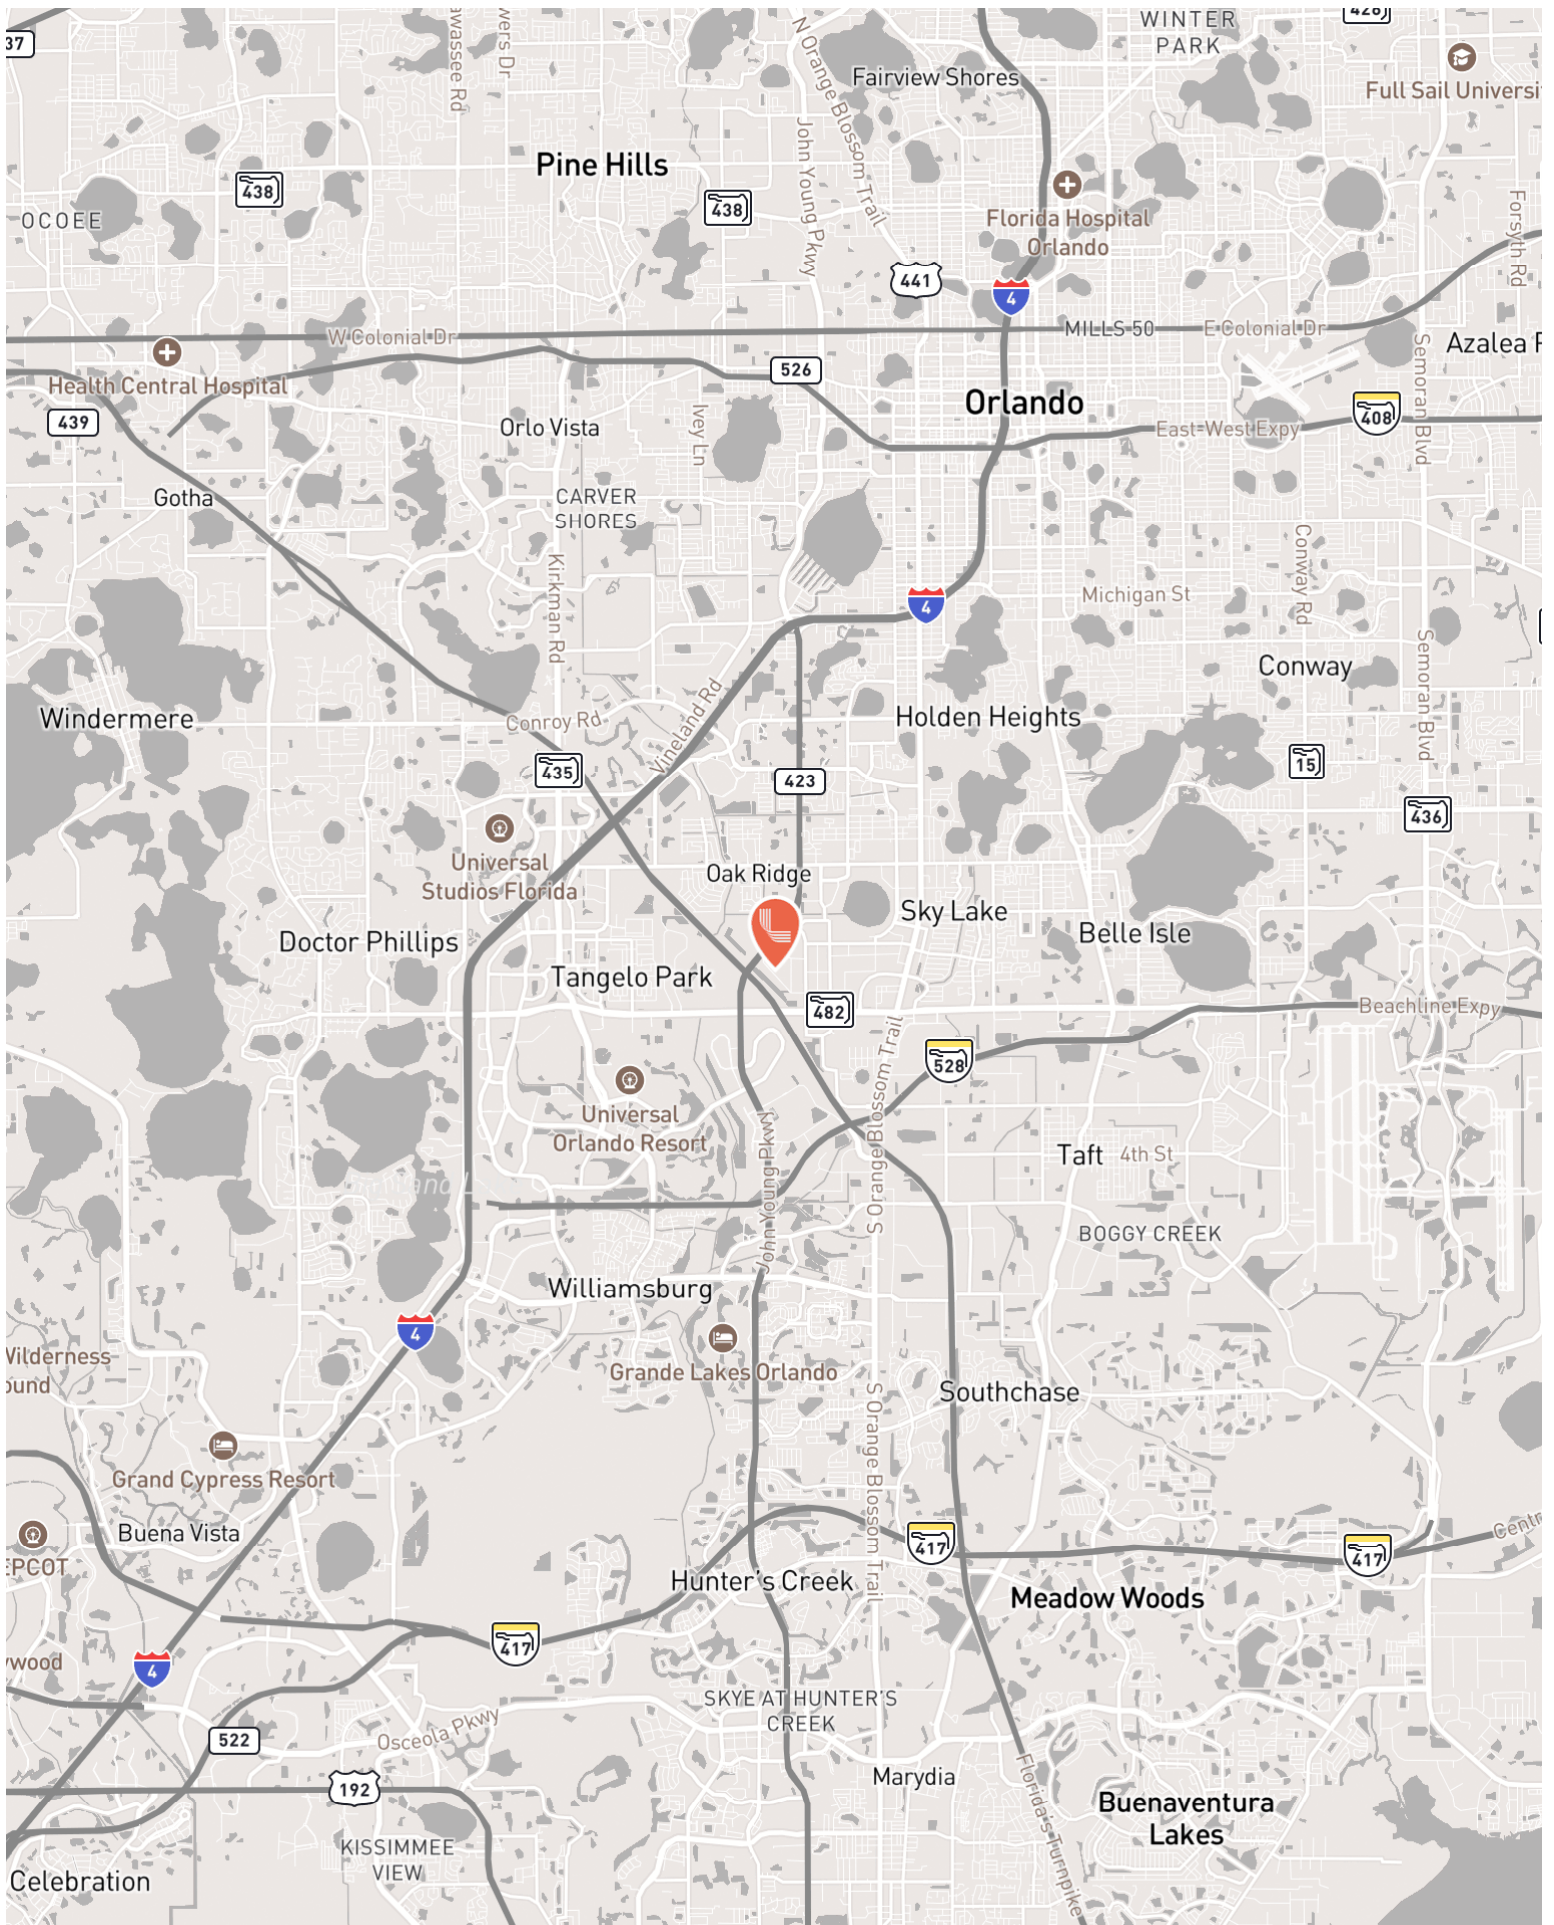 WINTER
PARK
37
Fairview Shores
N Orange Blossom Trail
Full Sail Universi
Pine Hills
John Young Pkwy
438
438
OCOEE
Florida Hospital
Orlando
Forsyth Rd
441
4
W Colonial Dr
MILLS 50
E Colonial Dr
Azalea P
Health Central Hospital
526
Semoran Blvd
439
Orlo Vista
Ivey Ln
Orlando
408
East-West Expy
Gotha
CARVER
SHORES
Kirkman Rd
Conway Rd
4
Michigan St
Semoran Blvd
Windermere
Conroy Rd
Vineland Rd
Holden Heights
Conway
435
423
15
436
Universal
Studios Florida
Oak Ridge
Doctor Phillips
Sky Lake
Belle Isle
Tangelo Park
482
Beachline Expy
528
S Orange Blossom Trail
Universal
Orlando Resort
John Young Pkwy
Taft
4th St
BOGGY CREEK
Williamsburg
4
Wilderness
ound
Grande Lakes Orlando
Southchase
S Orange Blossom Trail
Grand Cypress Resort
Buena Vista
EPCOT
417
417
Centr
Hunter's Creek
Meadow Woods
417
ywood
4
SKYE AT HUNTER'S
CREEK
522
Osceola Pkwy
192
Marydia
Florida's Turnpike
Buenaventura
Lakes
KISSIMMEE
VIEW
Celebration